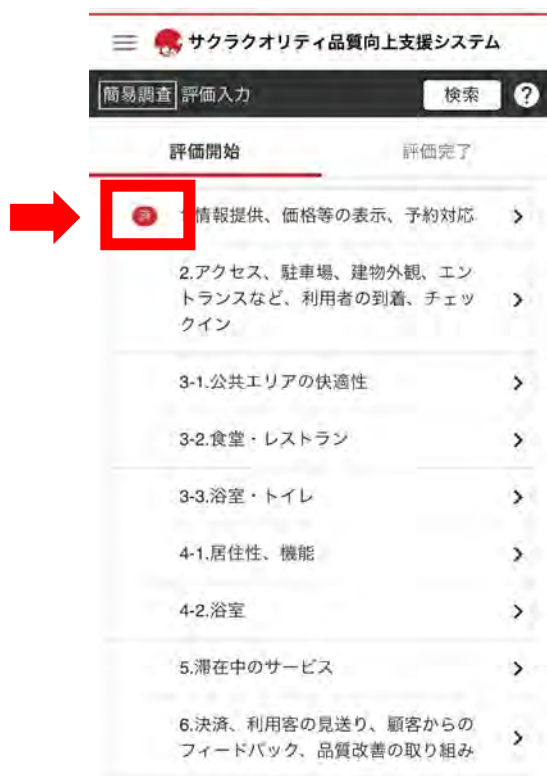 サクラクオリティ品質向上支援システム
簡易調査 評価入力 検索 ?
評価開始 評価完了
済 情報提供、価格等の表示、予約対応
2.アクセス、駐車場、建物外観、エン
トランスなど、利用者の到着、チェッ
クイン
3-1.公共エリアの快適性
3-2.食堂・レストラン
3-3.浴室・トイレ
4-1.居住性、機能
4-2.浴室
5.滞在中のサービス
6.決済、利用客の見送り、顧客からの
フィードバック、品質改善の取り組み